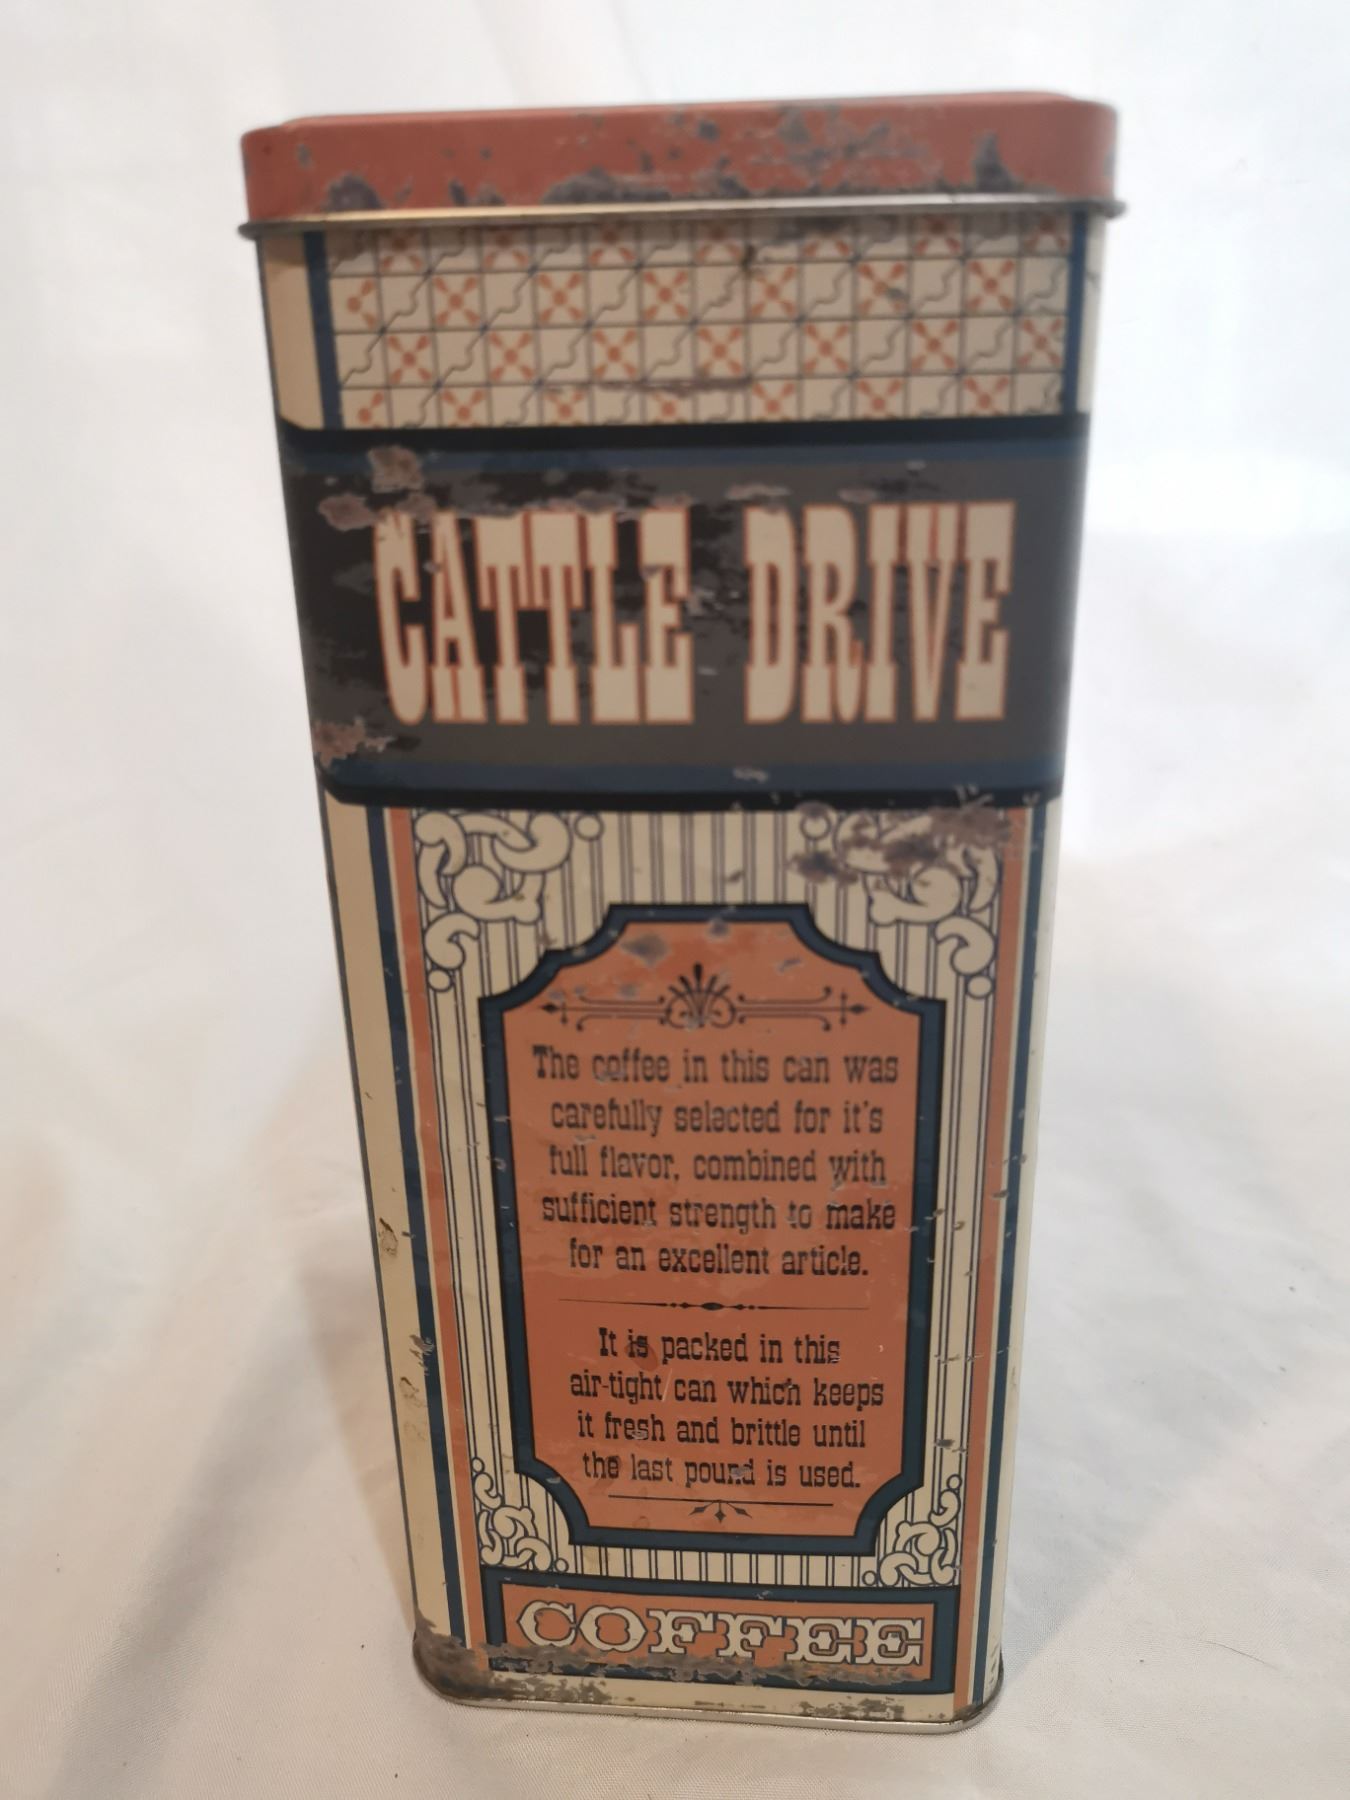 CATTLE DRIVE
The coffee in this can was
carefully selected for it's
full flavor, combined with
sufficient strength to make
for an excellent article.
It is packed in this
air-tight can which keeps
it fresh and brittle until
the last pound is used.
COFFEE